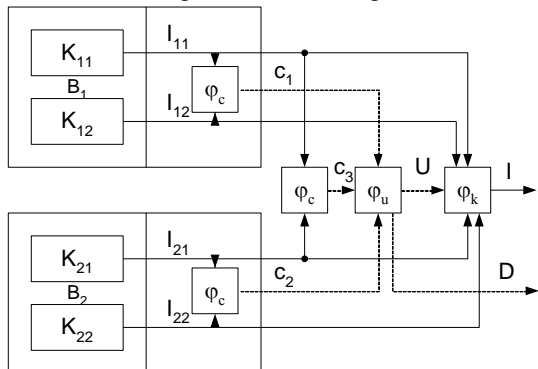 I₁₁
K₁₁
c₁
B₁
φc
I₁₂
K₁₂
c₃
U
φc
φu
φk
I
I₂₁
K₂₁
c₂
D
B₂
φc
I₂₂
K₂₂